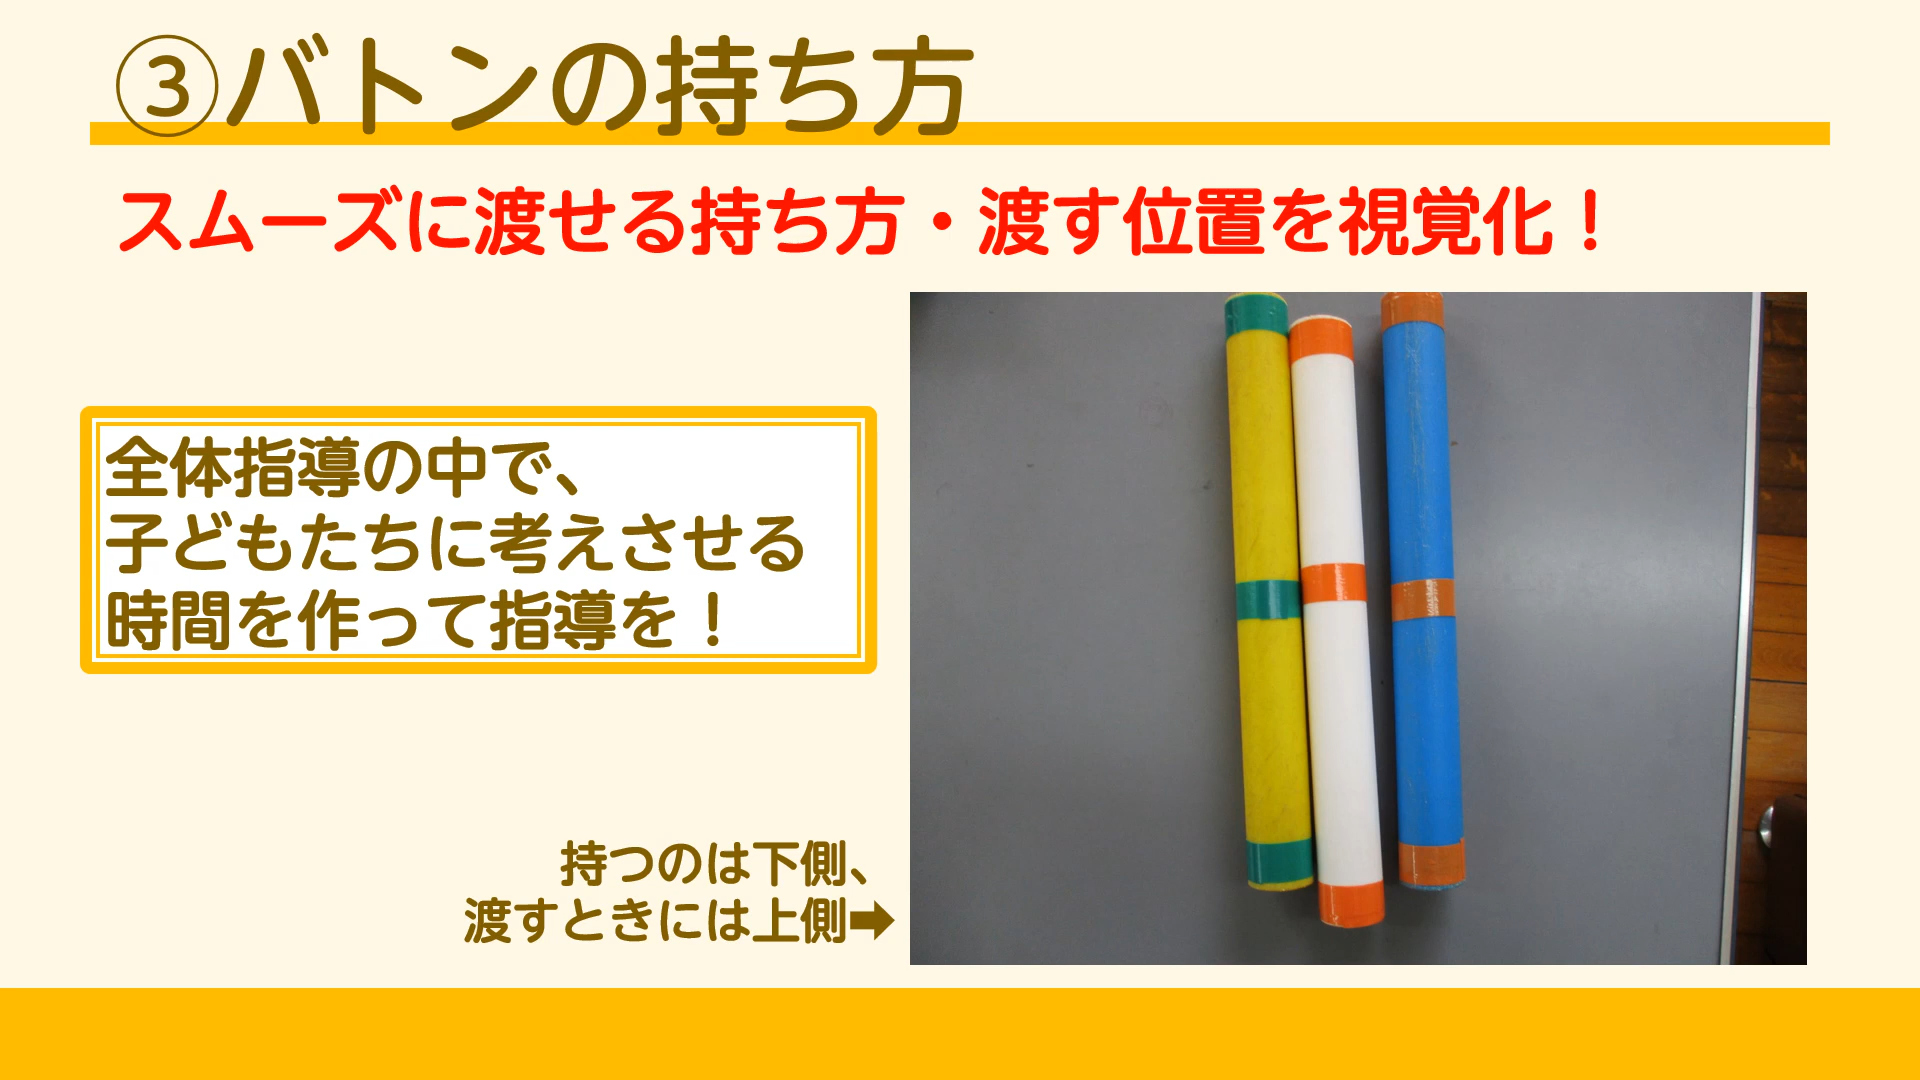 ③バトンの持ち方
スムーズに渡せる持ち方・渡す位置を視覚化！
全体指導の中で、
子どもたちに考えさせる
時間を作って指導を！
持つのは下側、
渡すときには上側➡